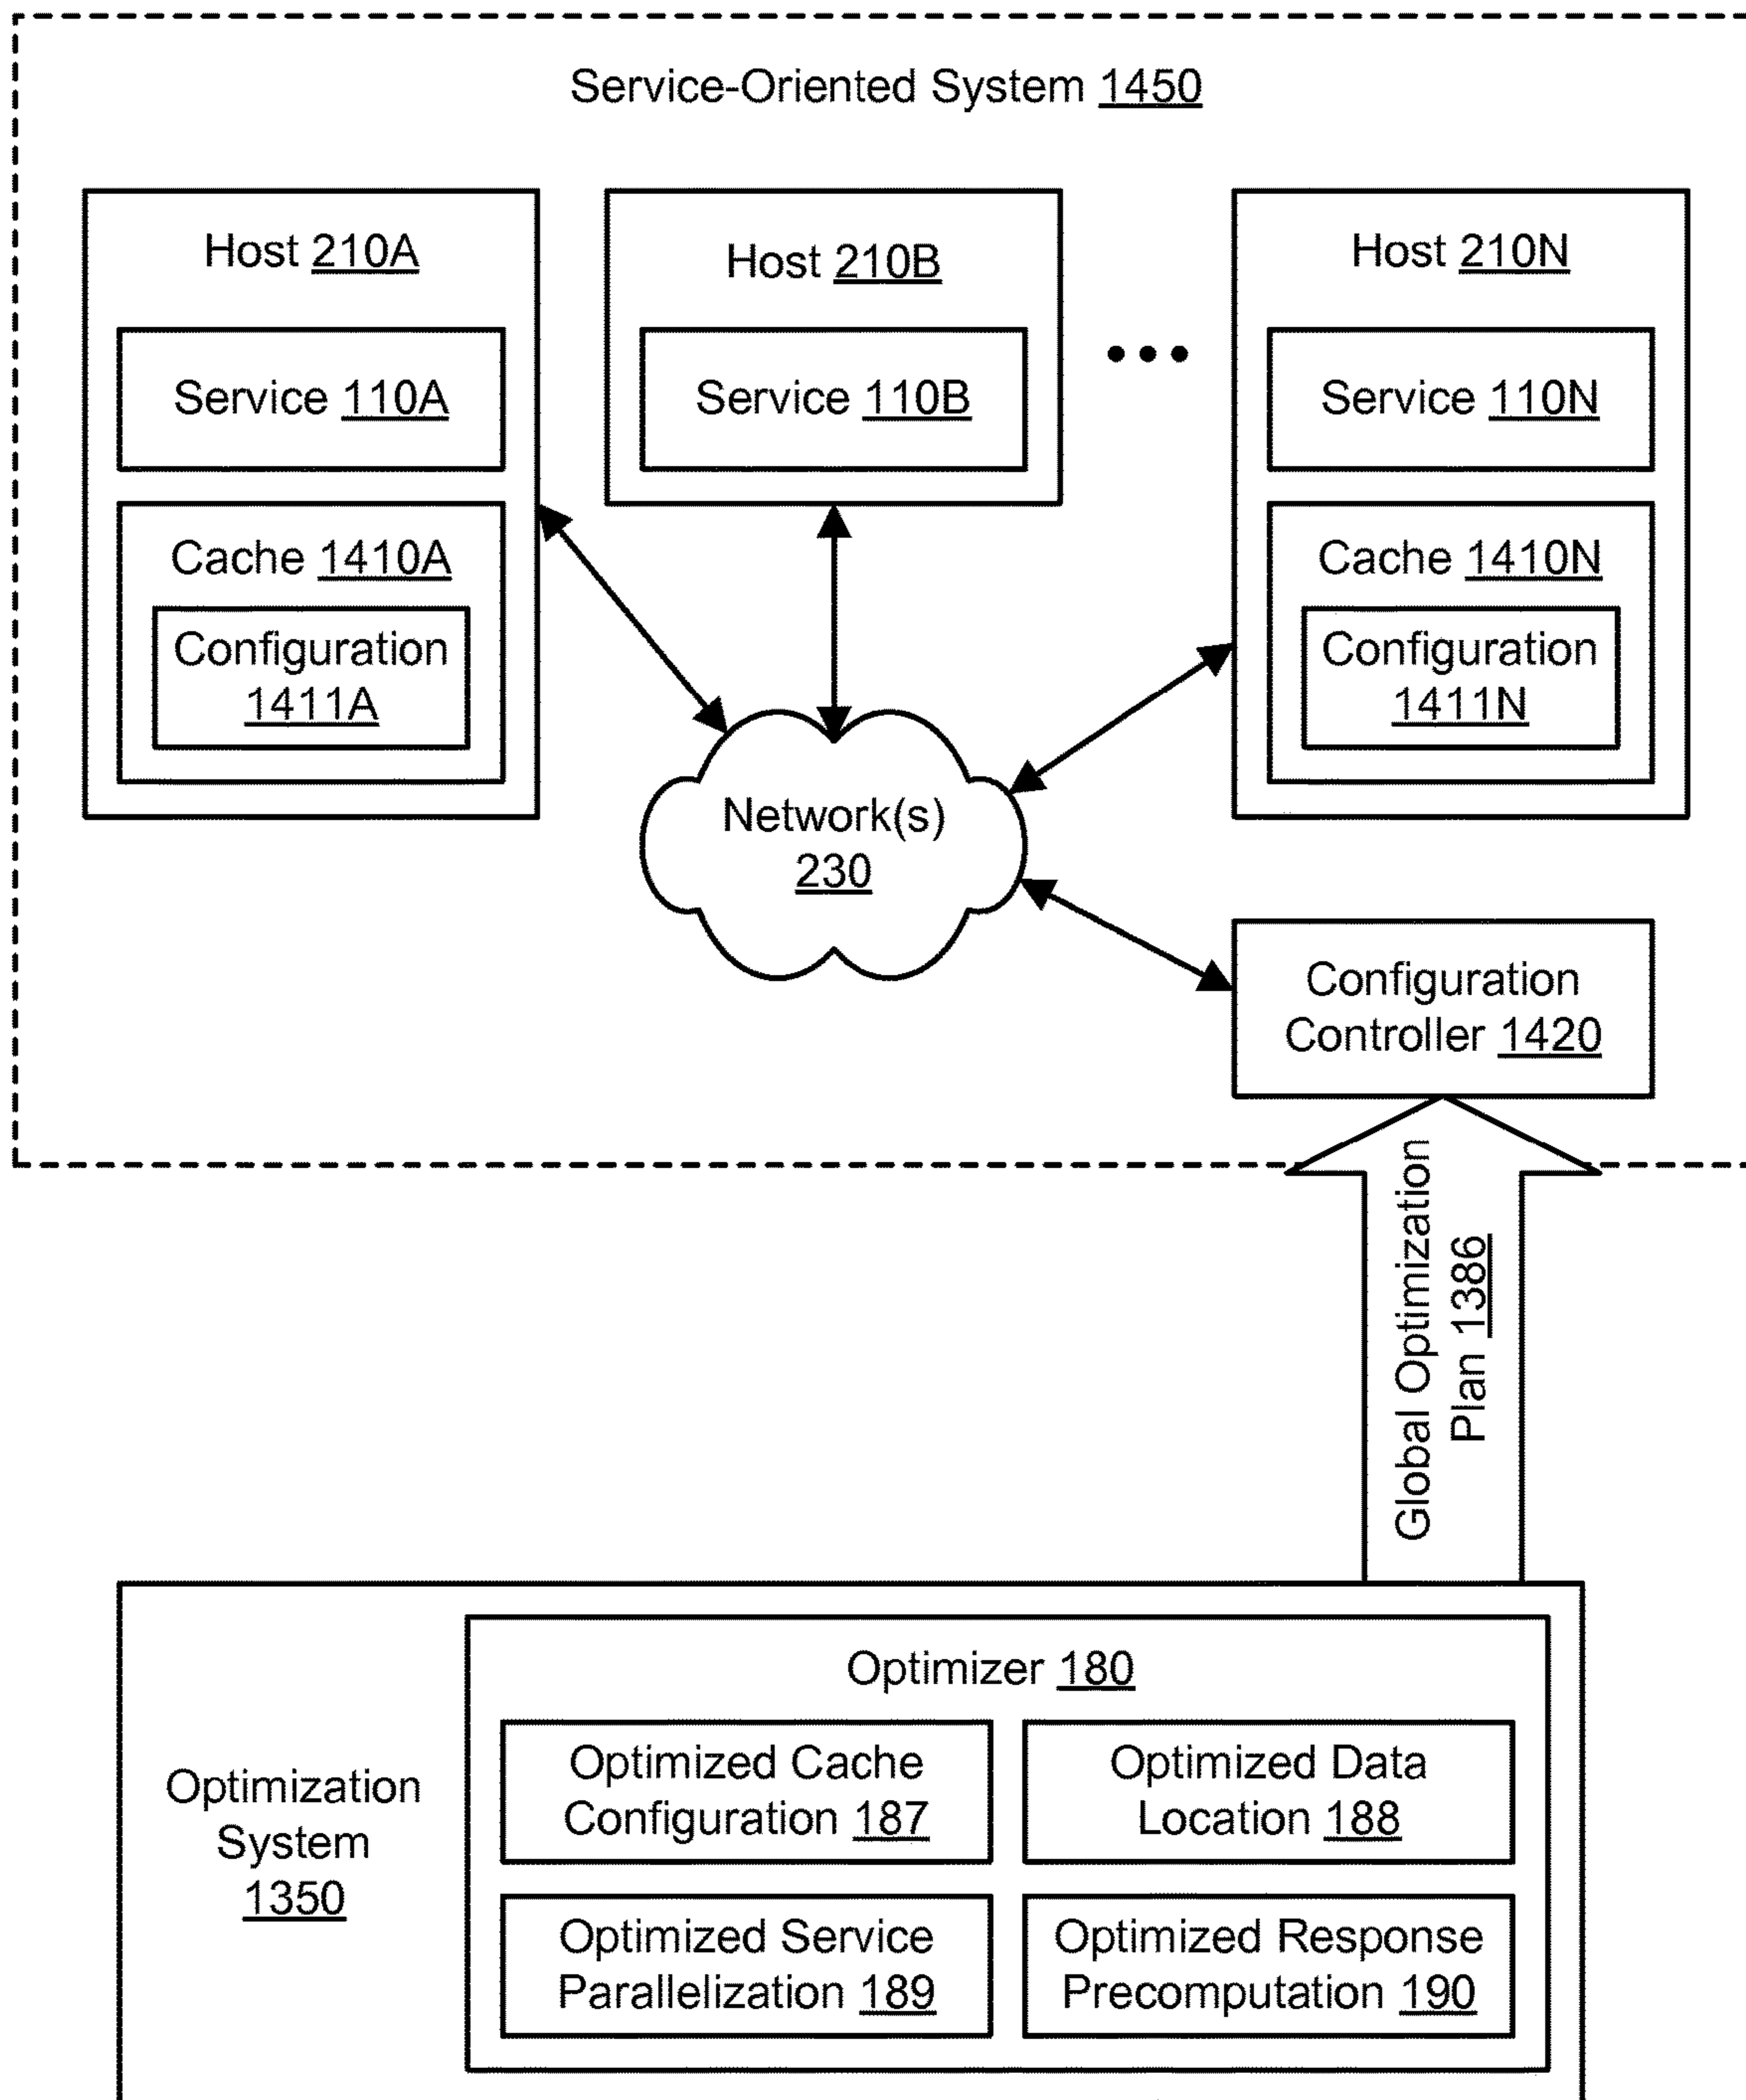 Service-Oriented System 1450
Host 210A
Service 110A
Cache 1410A
Configuration
1411A
Host 210B
Service 110B
Host 210N
Service 110N
Cache 1410N
Configuration
1411N
Network(s)
230
Configuration
Controller 1420
Global Optimization
Plan 1386
Optimization
System
1350
Optimizer 180
Optimized Cache
Configuration 187
Optimized Data
Location 188
Optimized Service
Parallelization 189
Optimized Response
Precomputation 190